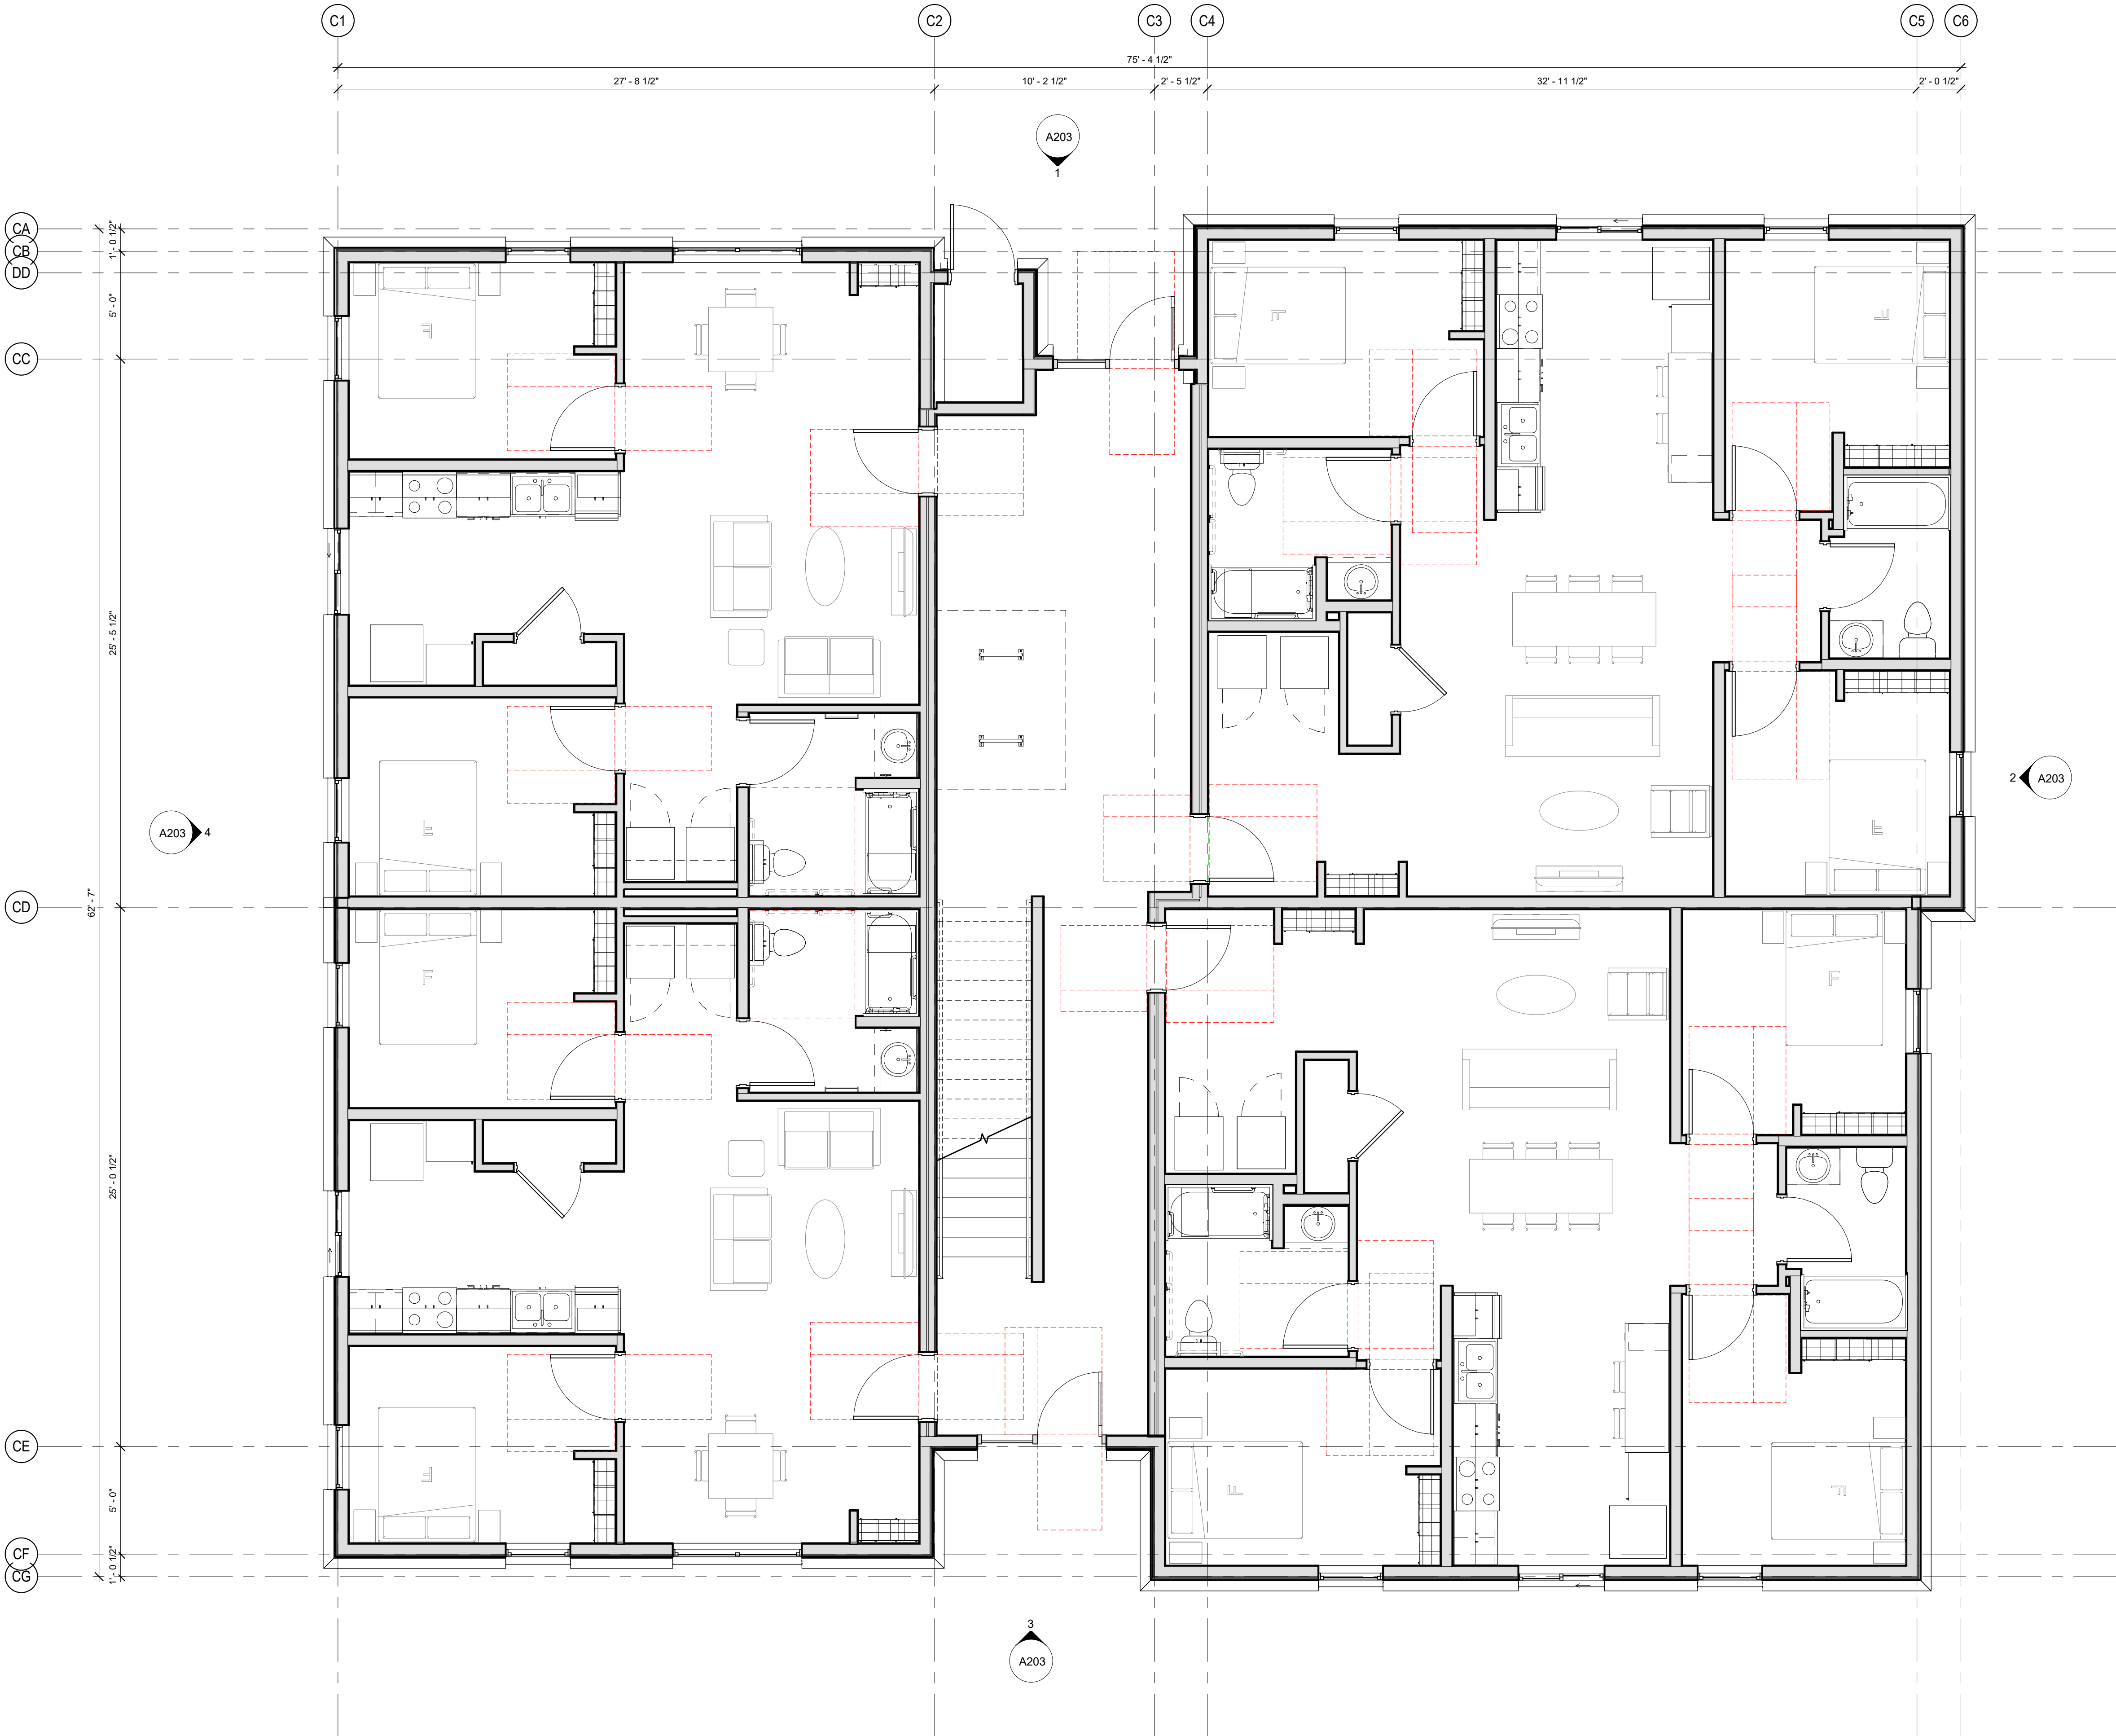 C1
C2
C3
C4
C5
C6
75' - 4 1/2"
27' - 8 1/2"
10' - 2 1/2"
2' - 5 1/2"
32' - 11 1/2"
2' - 0 1/2"
A203
1
CA
CB
DD
CC
CD
CE
CF
CG
1' - 0 1/2"
5' - 0"
25' - 5 1/2"
62' - 7"
25' - 0 1/2"
5' - 0"
1' - 0 1/2"
F
F
F
F
F
F
F
F
F
F
2
A203
A203
4
3
A203